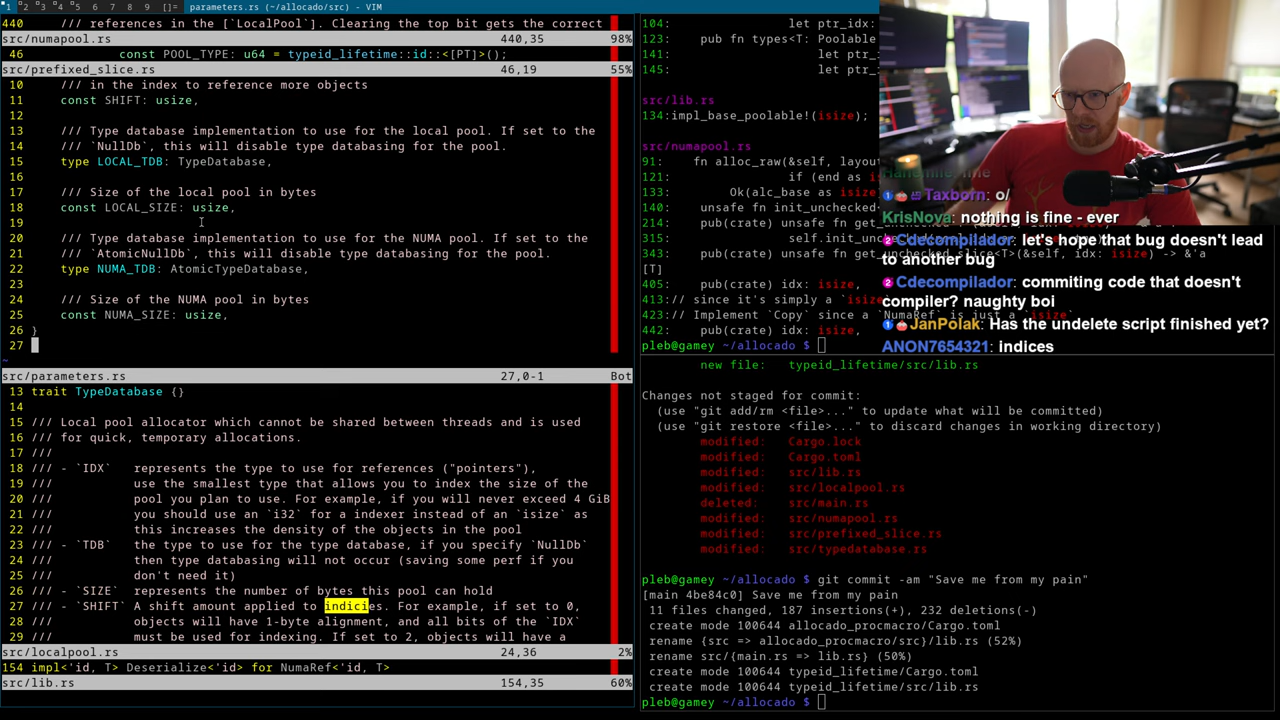 1 2 3 4 5 6 7 8 9 []= parameters.rs (~/allocado/src) - VIM
440 /// references in the [`LocalPool`]. Clearing the top bit gets the correct
src/numapool.rs 440,35 98%
46 const POOL_TYPE: u64 = typeid_lifetime::id::<[PT]>();
src/prefixed_slice.rs 46,19 55%
10 /// in the index to reference more objects
11 const SHIFT: usize,
12
13 /// Type database implementation to use for the local pool. If set to the
14 /// `NullDb`, this will disable type databasing for the pool.
15 type LOCAL_TDB: TypeDatabase,
16
17 /// Size of the local pool in bytes
18 const LOCAL_SIZE: usize,
19
20 /// Type database implementation to use for the NUMA pool. If set to the
21 /// `AtomicNullDb`, this will disable type databasing for the pool.
22 type NUMA_TDB: AtomicTypeDatabase,
23
24 /// Size of the NUMA pool in bytes
25 const NUMA_SIZE: usize,
26 }
27
~
src/parameters.rs 27,0-1 Bot
13 trait TypeDatabase {}
14
15 /// Local pool allocator which cannot be shared between threads and is used
16 /// for quick, temporary allocations.
17 ///
18 /// - `IDX` represents the type to use for references ("pointers"),
19 /// use the smallest type that allows you to index the size of the
20 /// pool you plan to use. For example, if you will never exceed 4 GiB
21 /// you should use an `i32` for a indexer instead of an `isize` as
22 /// this increases the density of the objects in the pool
23 /// - `TDB` the type to use for the type database, if you specify `NullDb`
24 /// then type databasing will not occur (saving some perf if you
25 /// don't need it)
26 /// - `SIZE` represents the number of bytes this pool can hold
27 /// - `SHIFT` A shift amount applied to indicies. For example, if set to 0,
28 /// objects will have 1-byte alignment, and all bits of the `IDX`
29 /// must be used for indexing. If set to 2, objects will have a
src/localpool.rs 24,36 2%
154 impl<'id, T> Deserialize<'id> for NumaRef<'id, T>
src/lib.rs 154,35 60%
104: let ptr_idx:
123: pub fn types<T: Poolable
141: let ptr_
145: let ptr_
src/lib.rs
134:impl_base_poolable!(isize);
src/numapool.rs
91: fn alloc_raw(&self, layou
121: if (end as i
133: Ok(alc_base as isize
140: unsafe fn init_unchecked
214: pub(crate) unsafe fn get_
315: self.init_unc
343: pub(crate) unsafe fn get_unchecked_slice<T>(&self, idx: isize) -> &'a
[T]
405: pub(crate) idx: isize,
413:// since it's simply a `isize
423:// Implement `Copy` since a `NumaRef` is just a `isize`
442: pub(crate) idx: isize,
pleb@gamey ~/allocado $
new file: typeid_lifetime/src/lib.rs
Changes not staged for commit:
(use "git add/rm <file>..." to update what will be committed)
(use "git restore <file>..." to discard changes in working directory)
modified: Cargo.lock
modified: Cargo.toml
modified: src/lib.rs
modified: src/localpool.rs
deleted: src/main.rs
modified: src/numapool.rs
modified: src/prefixed_slice.rs
modified: src/typedatabase.rs
pleb@gamey ~/allocado $ git commit -am "Save me from my pain"
[main 4be84c0] Save me from my pain
11 files changed, 187 insertions(+), 232 deletions(-)
create mode 100644 allocado_procmacro/Cargo.toml
rename {src => allocado_procmacro/src}/lib.rs (52%)
rename src/{main.rs => lib.rs} (50%)
create mode 100644 typeid_lifetime/Cargo.toml
create mode 100644 typeid_lifetime/src/lib.rs
pleb@gamey ~/allocado $
Taxborn: o/
KrisNova: nothing is fine - ever
Cdecompilador: let's hope that bug doesn't lead
to another bug
Cdecompilador: commiting code that doesn't
compiler? naughty boi
JanPolak: Has the undelete script finished yet?
ANON7654321: indices